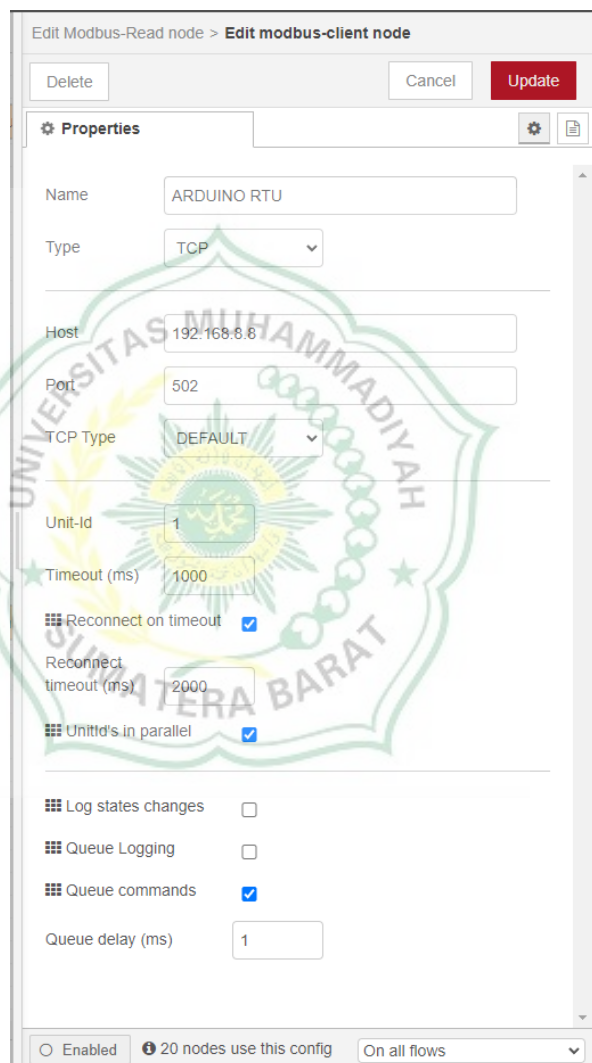 Edit Modbus-Read node > Edit modbus-client node
Delete
Cancel
Update
Properties
Name
ARDUINO RTU
Type
TCP
Host
192.168.8.8
Port
502
TCP Type
DEFAULT
Unit-Id
1
Timeout (ms)
1000
Reconnect on timeout
Reconnect
timeout (ms)
2000
UnitId's in parallel
Log states changes
Queue Logging
Queue commands
Queue delay (ms)
1
Enabled
20 nodes use this config
On all flows
UNIVERSITAS MUHAMMADIYAH
SUMATERA BARAT